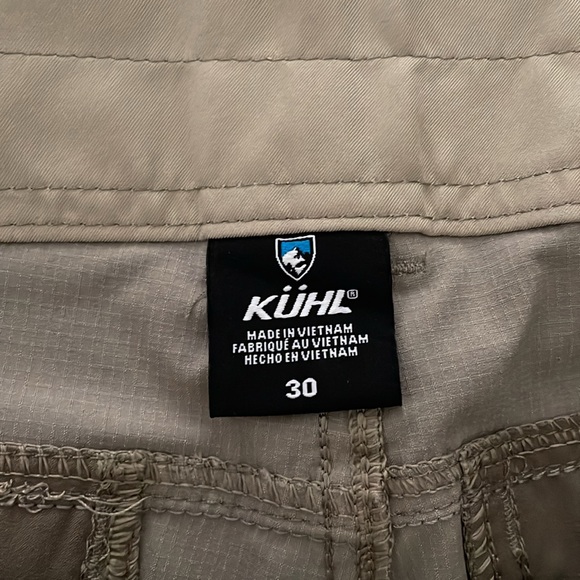 KÜHL®
MADE IN VIETNAM
FABRIQUÉ AU VIETNAM
HECHO EN VIETNAM
30